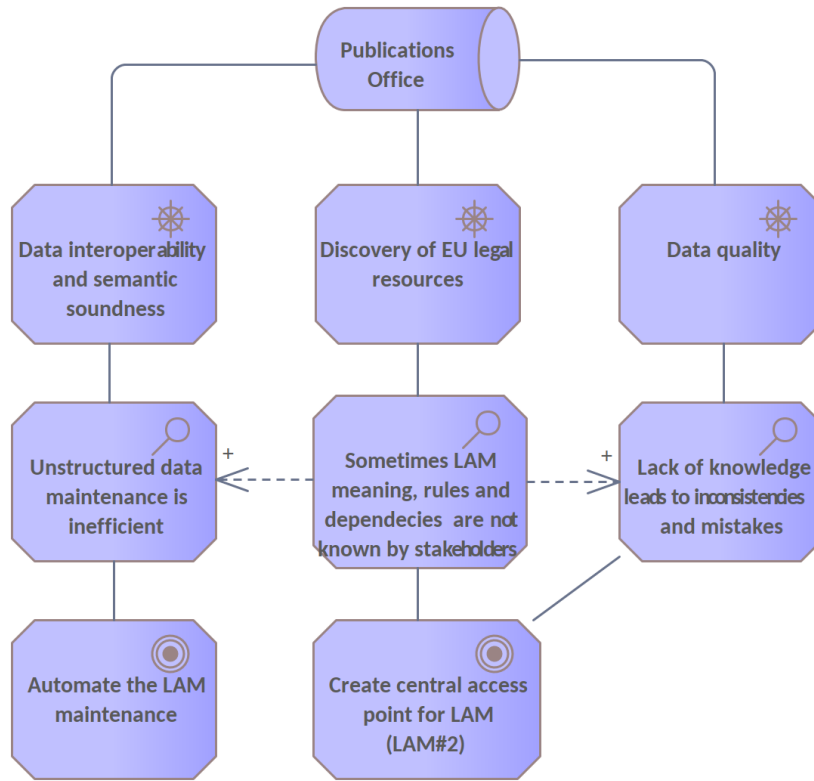 Publications
Office
Data interoperability
and semantic
soundness
Discovery of EU legal
resources
Data quality
Unstructured data
maintenance is
inefficient
+
Sometimes LAM
meaning, rules and
dependecies are not
known by stakeholders
+
Lack of knowledge
leads to inconsistencies
and mistakes
Automate the LAM
maintenance
Create central access
point for LAM
(LAM#2)